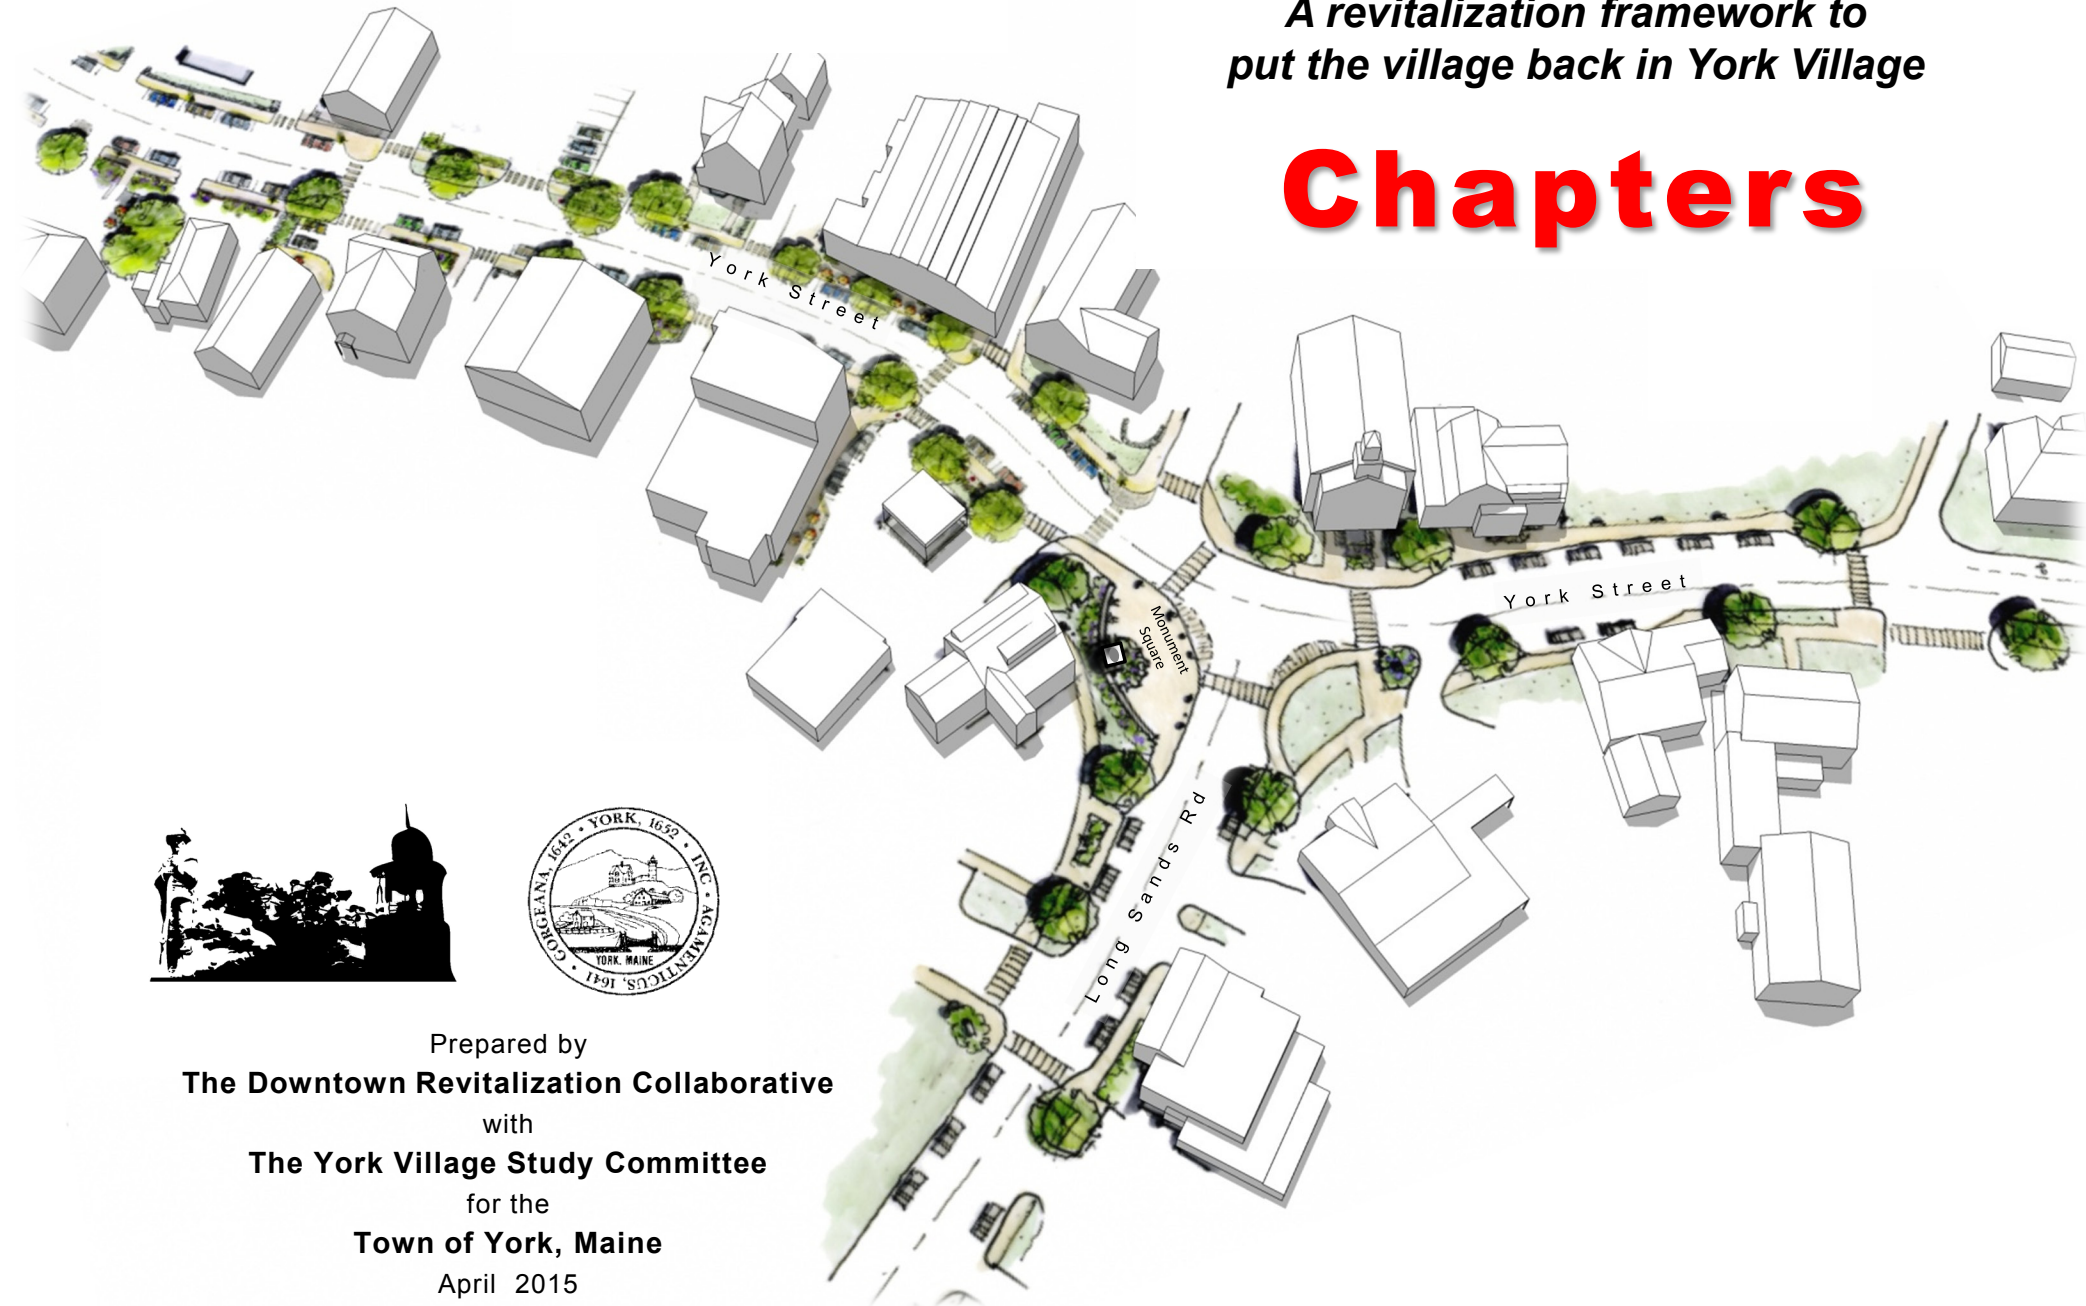 A revitalization framework to
put the village back in York Village
Chapters
York Street
York Street
Monument
Square
Long Sands Rd
GORGEANA, 1642 • YORK, 1652 • INC • AGAMENTICUS, 1641 •
YORK, MAINE
Prepared by
The Downtown Revitalization Collaborative
with
The York Village Study Committee
for the
Town of York, Maine
April 2015